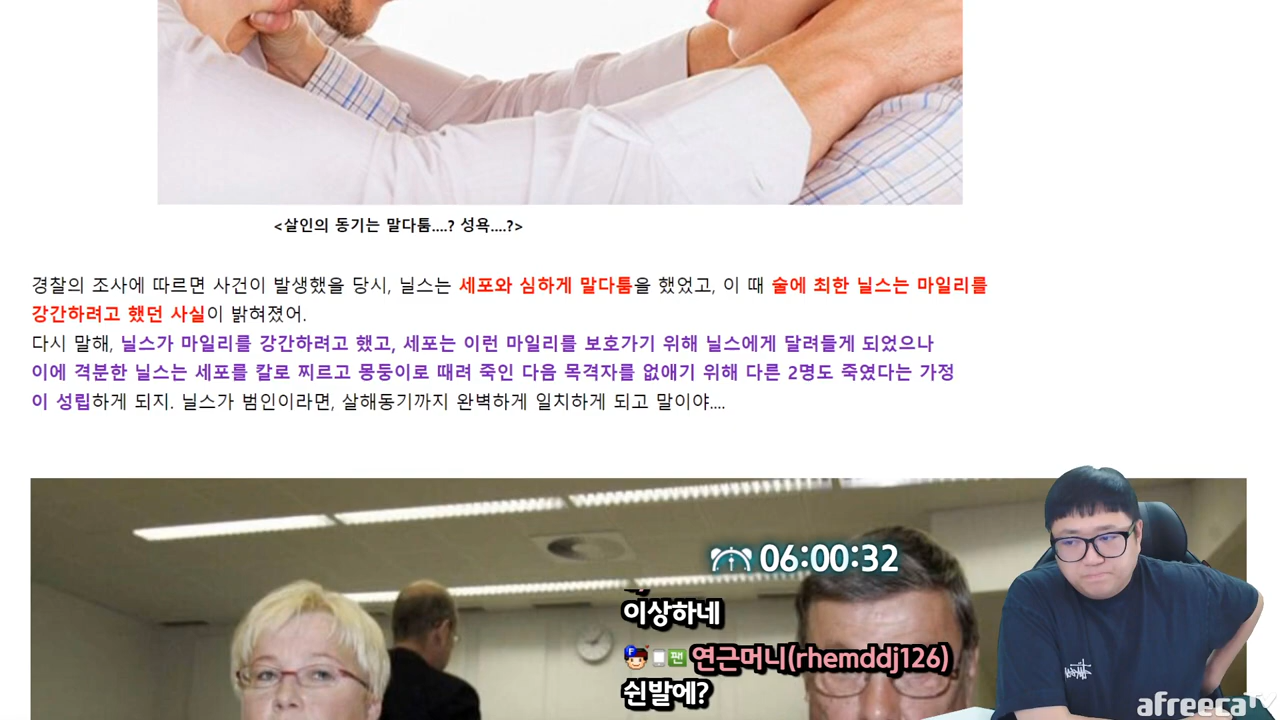 <살인의 동기는 말다툼....? 성욕....?>
경찰의 조사에 따르면 사건이 발생했을 당시, 닐스는 세포와 심하게 말다툼을 했었고, 이 때 술에 취한 닐스는 마일리를
강간하려고 했던 사실이 밝혀졌어.
다시 말해, 닐스가 마일리를 강간하려고 했고, 세포는 이런 마일리를 보호가기 위해 닐스에게 달려들게 되었으나
이에 격분한 닐스는 세포를 칼로 찌르고 몽둥이로 때려 죽인 다음 목격자를 없애기 위해 다른 2명도 죽였다는 가정
이 성립하게 되지. 닐스가 범인이라면, 살해동기까지 완벽하게 일치하게 되고 말이야....
06:00:32
이상하네
F 팬 연근머니(rhemddj126)
쉰발에?
afreecaTV